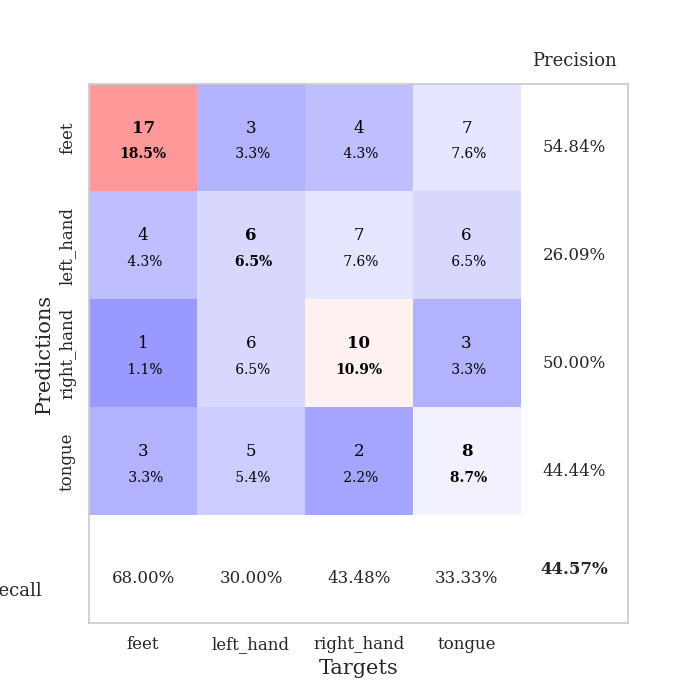 Precision
feet 17 3 4 7 54.84%
18.5% 3.3% 4.3% 7.6%
left_hand 4 6 7 6 26.09%
4.3% 6.5% 7.6% 6.5%
Predictions
right_hand 1 6 10 3 50.00%
1.1% 6.5% 10.9% 3.3%
tongue 3 5 2 8 44.44%
3.3% 5.4% 2.2% 8.7%
ecall 68.00% 30.00% 43.48% 33.33% 44.57%
feet left_hand right_hand tongue
Targets